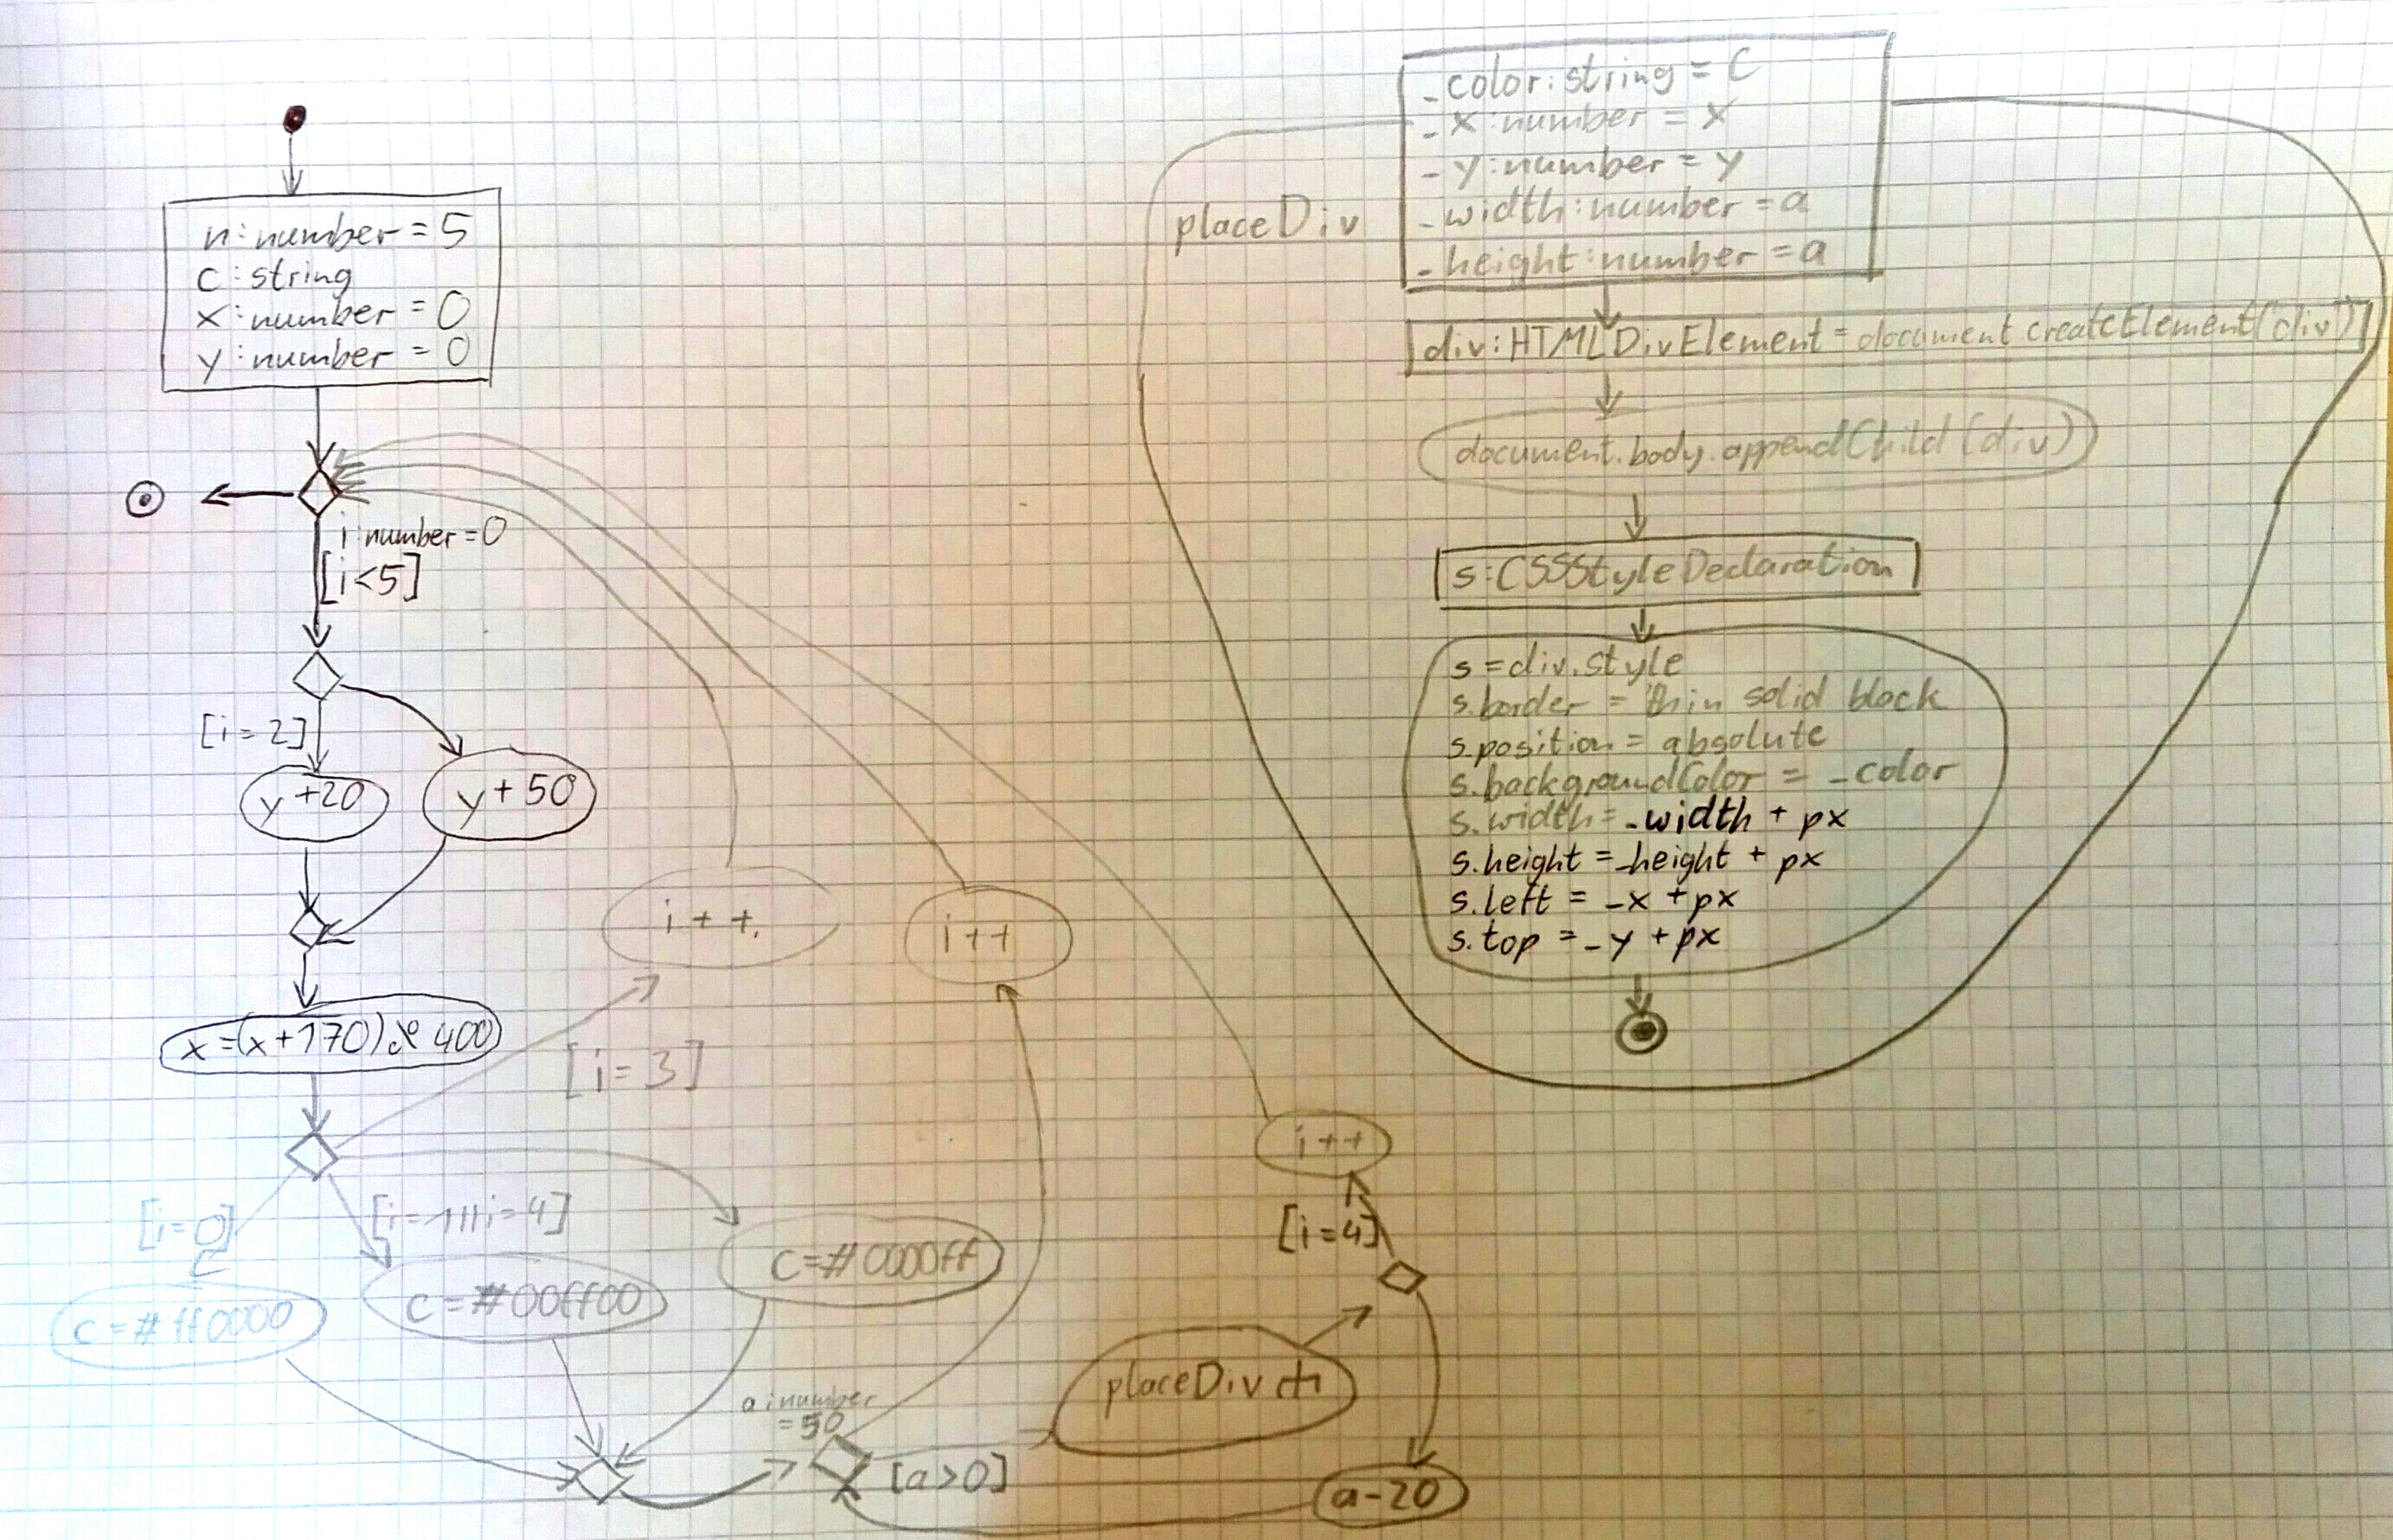 n:number = 5
c:string
x:number = 0
y:number = 0
i number = 0
[i<5]
[i=2]
y+20
y+50
i++.
i++
x=(x+170)% 400
[i=3]
[i=0]
[i=1||i=4]
c=#ff0000
c=#00ff00
c=#0000ff
a:number
=50
[a>0]
placeDiv
[i=4]
i++
a-20
placeDiv
_color:string = c
_x:number = x
_y:number = y
_width:number = a
_height:number = a
div:HTMLDivElement = document.createElement("div")
document.body.appendChild(div)
s:CSSStyleDeclaration
s=div.style
s.border = thin solid black
s.position = absolute
s.backgroundColor = _color
s.width = _width + px
s.height = _height + px
s.left = _x + px
s.top = _y + px